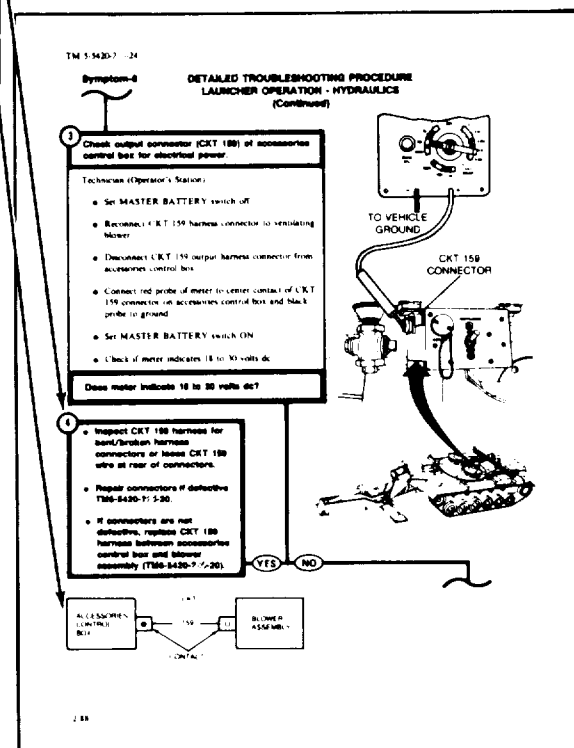 TM 5-5420-2 -24
Symptom-6
DETAILED TROUBLESHOOTING PROCEDURE
LAUNCHER OPERATION - HYDRAULICS
(Continued)
3
Check output connector (CKT 159) of accessories
control box for electrical power.
Technician (Operator's Station)
Set MASTER BATTERY switch off
Reconnect CKT 159 harness connector to ventilating
blower
Disconnect CKT 159 output harness connector from
accessories control box
Connect red probe of meter to center contact of CKT
159 connector on accessories control box and black
probe to ground
Set MASTER BATTERY switch ON
Check if meter indicates 18 to 30 volts dc
Does meter indicate 18 to 30 volts dc?
TO VEHICLE
GROUND
CKT 159
CONNECTOR
4
Inspect CKT 159 harness for
bent/broken harness
connectors or loose CKT 159
wire at rear of connectors.
Repair connectors if defective
If connectors are not
defective, replace CKT 159
harness between accessories
control box and blower
assembly
YES
NO
CKT
ACCESSORIES
CONTROL
BOX
159
BLOWER
ASSEMBLY
CONTACT